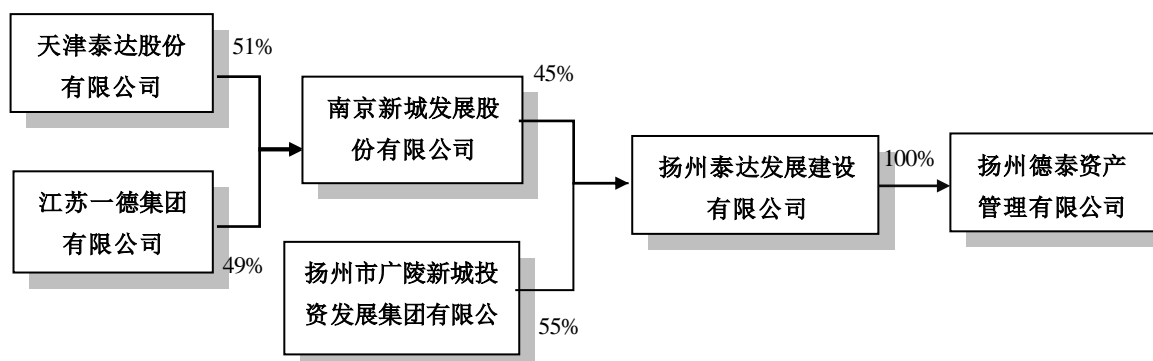 天津泰达股份
有限公司
51%
江苏一德集团
有限公司
49%
南京新城发展股
份有限公司
45%
扬州市广陵新城投
资发展集团有限公
55%
扬州泰达发展建设
有限公司
100%
扬州德泰资产
管理有限公司